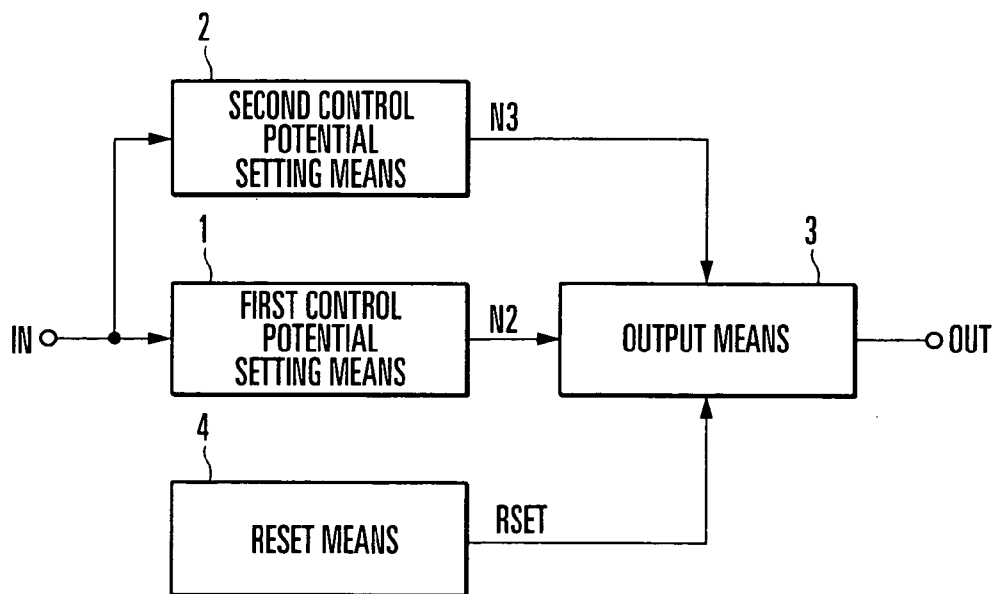 2
SECOND CONTROL
POTENTIAL
SETTING MEANS
N3
1
FIRST CONTROL
POTENTIAL
SETTING MEANS
IN
N2
3
OUTPUT MEANS
OUT
4
RESET MEANS
RSET